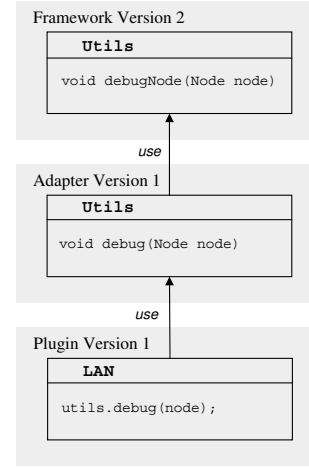 Framework Version 2
Utils
void debugNode(Node node)
use
Adapter Version 1
Utils
void debug(Node node)
use
Plugin Version 1
LAN
utils.debug(node);